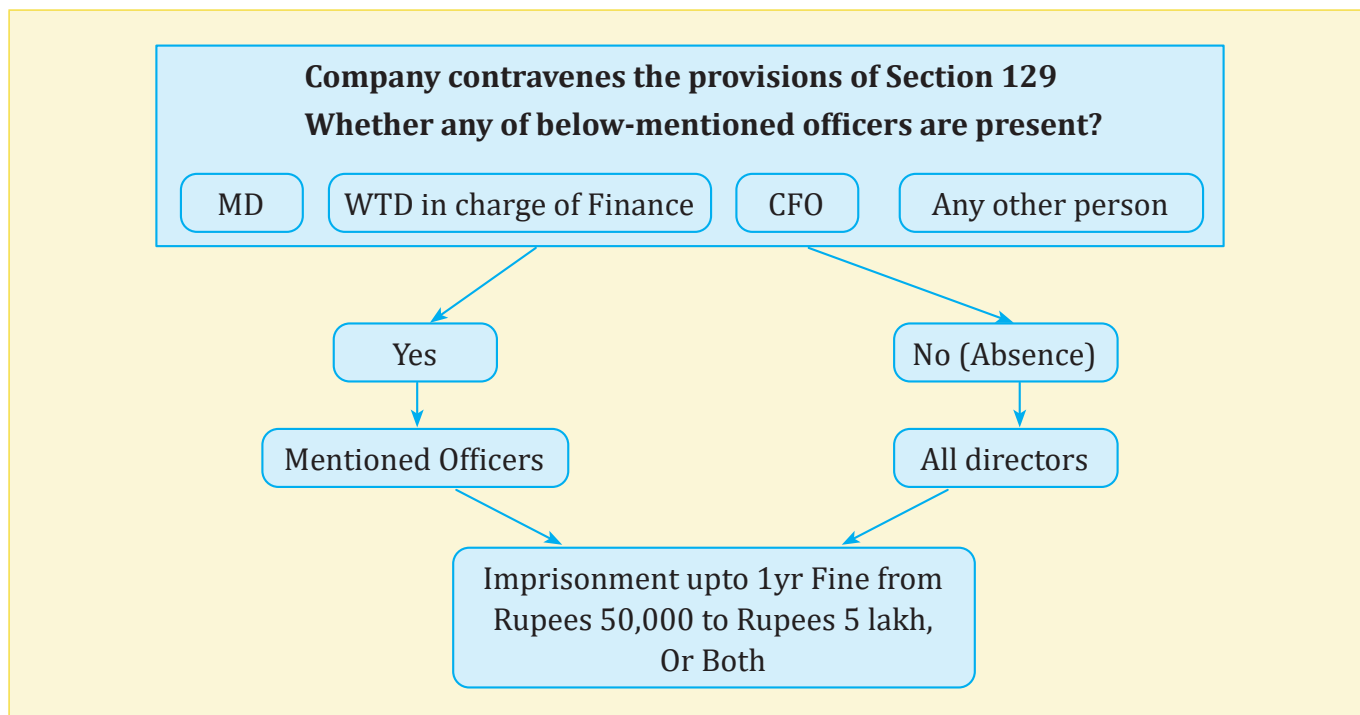 Company contravenes the provisions of Section 129
Whether any of below-mentioned officers are present?
MD
WTD in charge of Finance
CFO
Any other person
Yes
No (Absence)
Mentioned Officers
All directors
Imprisonment upto 1yr Fine from
Rupees 50,000 to Rupees 5 lakh,
Or Both